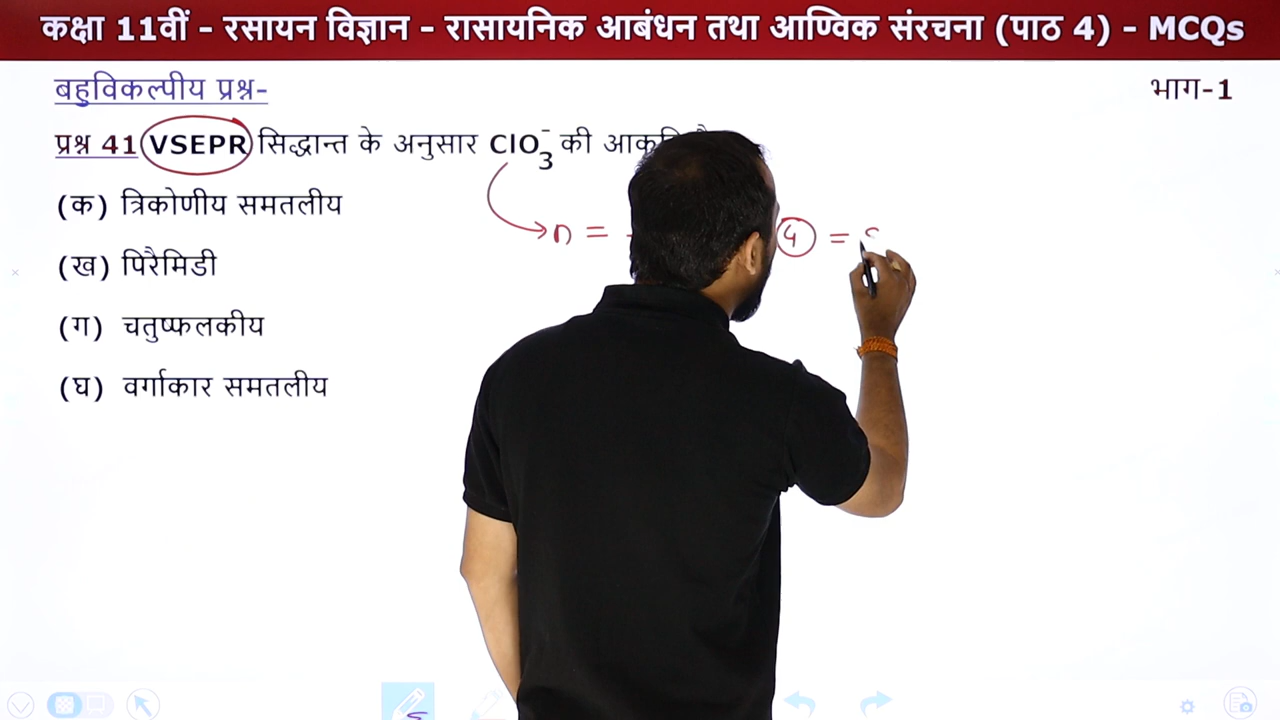 कक्षा 11वीं - रसायन विज्ञान - रासायनिक आबंधन तथा आण्विक संरचना (पाठ 4) - MCQs
बहुविकल्पीय प्रश्न-
भाग-1
प्रश्न 41 VSEPR सिद्धान्त के अनुसार ClO₃⁻ की
(क) त्रिकोणीय समतलीय
n =
4 =
(ख) पिरैमिडी
(ग) चतुष्फलकीय
(घ) वर्गाकार समतलीय